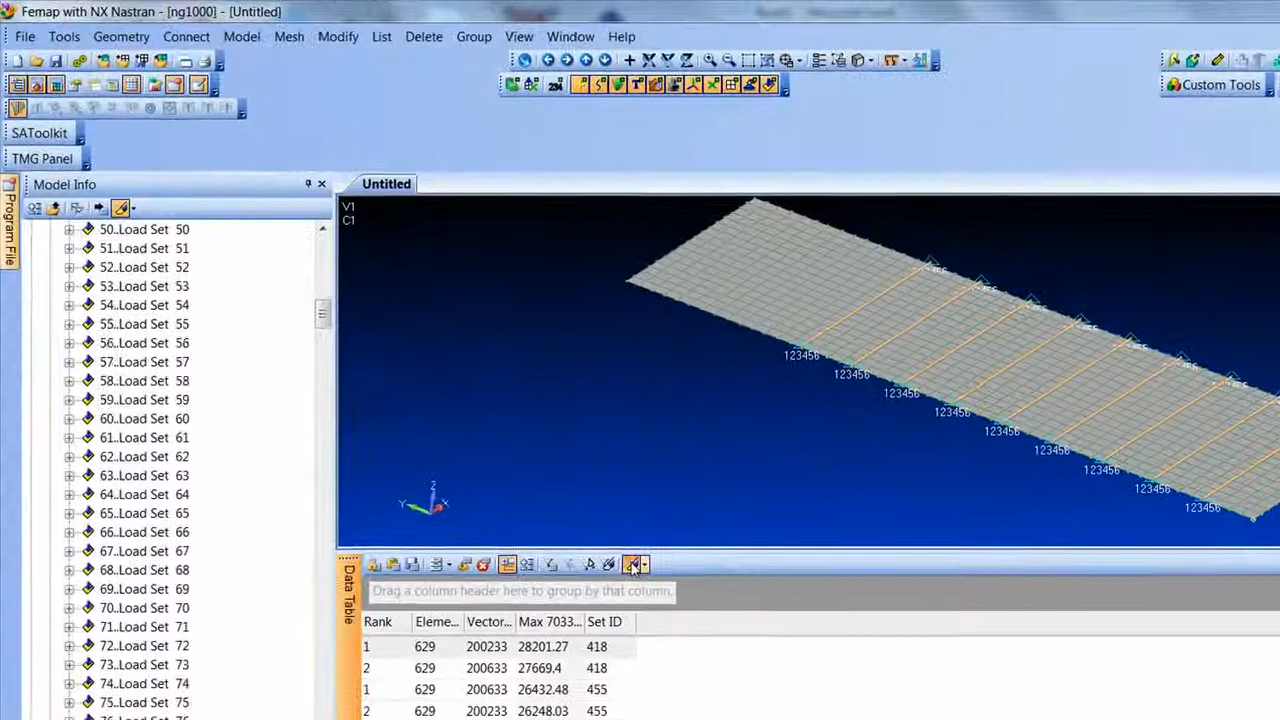 Femap with NX Nastran - [ng1000] - [Untitled]
File Tools Geometry Connect Model Mesh Modify List Delete Group View Window Help
Custom Tools
SAToolkit
TMG Panel
Program File
Model Info
Untitled
V1
C1
50..Load Set 50
51..Load Set 51
52..Load Set 52
53..Load Set 53
54..Load Set 54
55..Load Set 55
56..Load Set 56
57..Load Set 57
58..Load Set 58
59..Load Set 59
60..Load Set 60
61..Load Set 61
62..Load Set 62
63..Load Set 63
64..Load Set 64
65..Load Set 65
66..Load Set 66
67..Load Set 67
68..Load Set 68
69..Load Set 69
70..Load Set 70
71..Load Set 71
72..Load Set 72
73..Load Set 73
74..Load Set 74
75..Load Set 75
123456
123456
123456
123456
123456
123456
123456
123456
123456
Z
Y
X
Data Table
Drag a column header here to group by that column.
Rank Eleme... Vector... Max 7033... Set ID
1 629 200233 28201.27 418
2 629 200633 27669.4 418
1 629 200633 26432.48 455
2 629 200233 26248.03 455